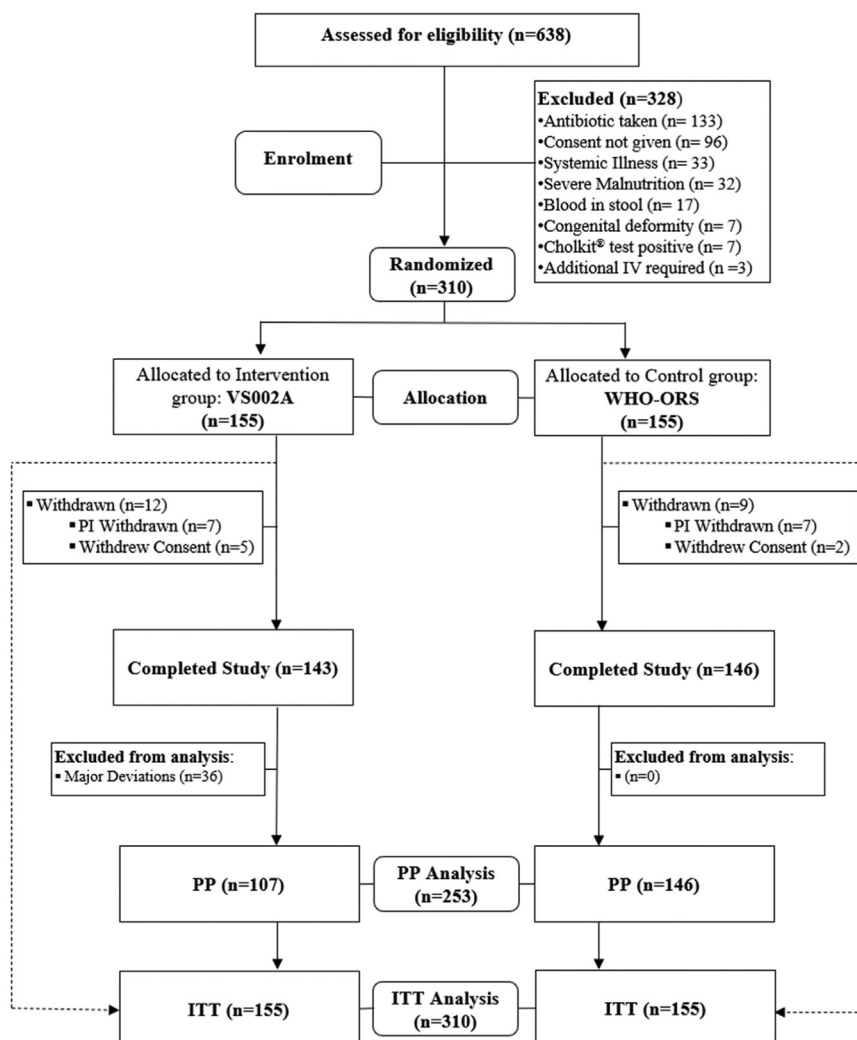 Assessed for eligibility (n=638)
Excluded (n=328)
•Antibiotic taken (n= 133)
•Consent not given (n= 96)
•Systemic Illness (n= 33)
•Severe Malnutrition (n= 32)
•Blood in stool (n= 17)
•Congenital deformity (n= 7)
•Cholkit® test positive (n= 7)
•Additional IV required (n =3)
Enrolment
Randomized
(n=310)
Allocated to Intervention
group: VS002A
(n=155)
Allocation
Allocated to Control group:
WHO-ORS
(n=155)
▪ Withdrawn (n=12)
▪ PI Withdrawn (n=7)
▪ Withdrew Consent (n=5)
▪ Withdrawn (n=9)
▪ PI Withdrawn (n=7)
▪ Withdrew Consent (n=2)
Completed Study (n=143)
Completed Study (n=146)
Excluded from analysis:
▪ Major Deviations (n=36)
Excluded from analysis:
▪ (n=0)
PP (n=107)
PP Analysis
(n=253)
PP (n=146)
ITT (n=155)
ITT Analysis
(n=310)
ITT (n=155)